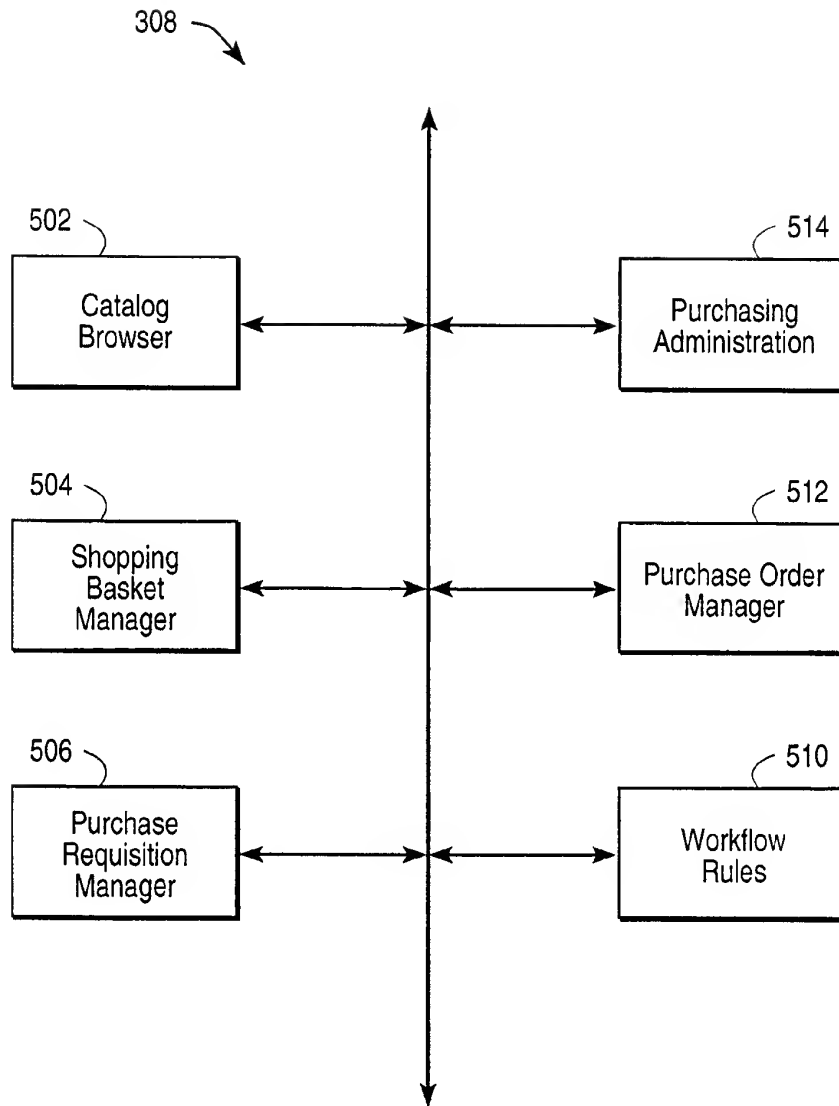 308
502
Catalog
Browser
514
Purchasing
Administration
504
Shopping
Basket
Manager
512
Purchase Order
Manager
506
Purchase
Requisition
Manager
510
Workflow
Rules